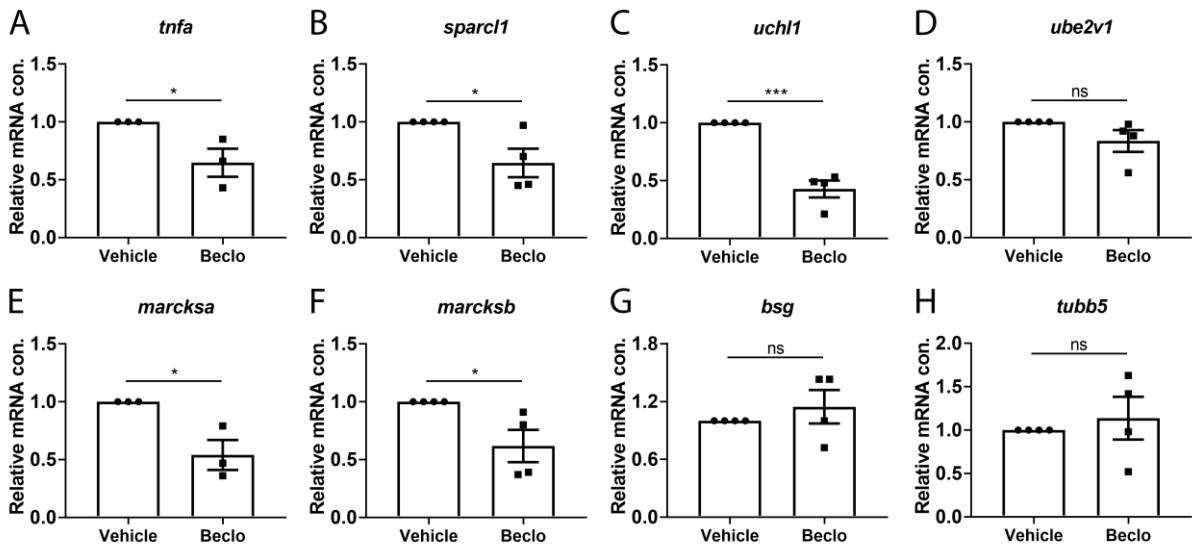 A tnfa
Relative mRNA con.
1.5
1.0
0.5
0.0
*
Vehicle Beclo
B sparcl1
Relative mRNA con.
1.5
1.0
0.5
0.0
*
Vehicle Beclo
C uchl1
Relative mRNA con.
1.5
1.0
0.5
0.0
***
Vehicle Beclo
D ube2v1
Relative mRNA con.
1.5
1.0
0.5
0.0
ns
Vehicle Beclo
E marcksa
Relative mRNA con.
1.5
1.0
0.5
0.0
*
Vehicle Beclo
F marcksb
Relative mRNA con.
1.5
1.0
0.5
0.0
*
Vehicle Beclo
G bsg
Relative mRNA con.
1.8
1.2
0.6
0.0
ns
Vehicle Beclo
H tubb5
Relative mRNA con.
2.0
1.5
1.0
0.5
0.0
ns
Vehicle Beclo